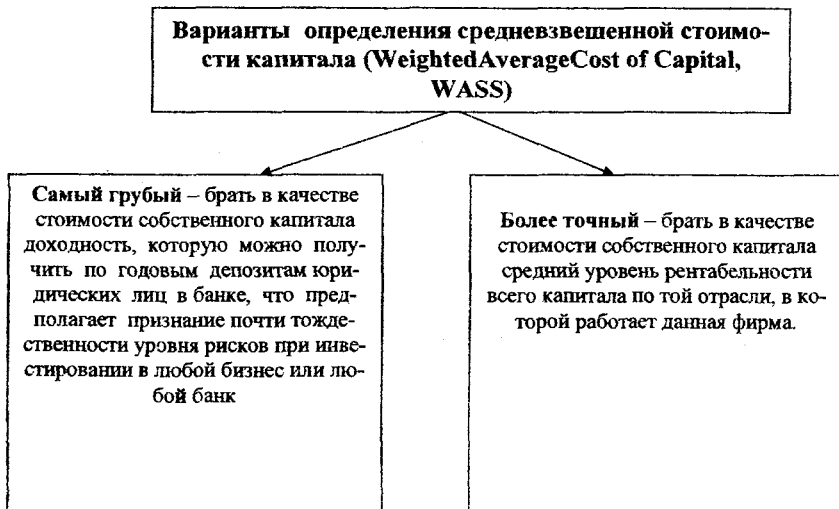 Варианты определения средневзвешенной стоимо-
сти капитала (WeightedAverageCost of Capital,
WASS)
Самый грубый – брать в качестве
стоимости собственного капитала
доходность, которую можно полу-
чить по годовым депозитам юри-
дических лиц в банке, что пред-
полагает признание почти тожде-
ственности уровня рисков при инве-
стировании в любой бизнес или лю-
бой банк
Более точный – брать в качестве
стоимости собственного капитала
средний уровень рентабельности
всего капитала по той отрасли, в ко-
торой работает данная фирма.